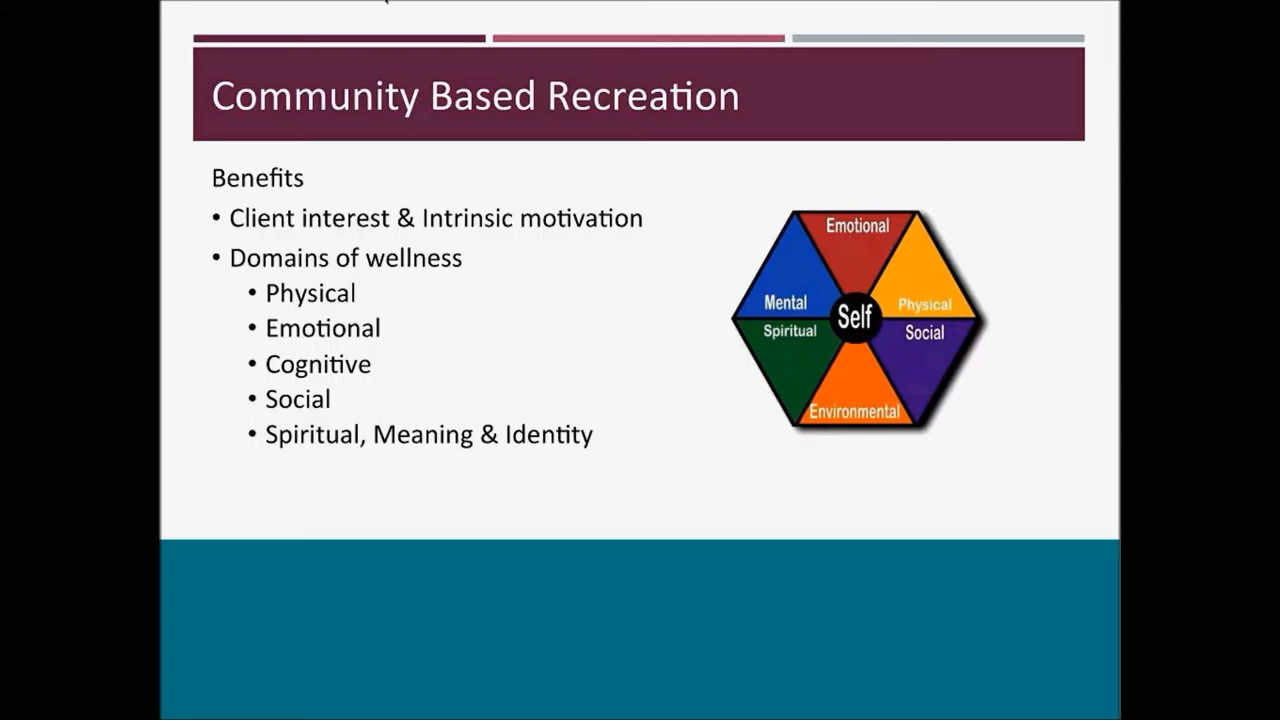 Community Based Recreation
Benefits
• Client interest & Intrinsic motivation
• Domains of wellness
• Physical
• Emotional
• Cognitive
• Social
• Spiritual, Meaning & Identity
Emotional
Mental
Physical
Self
Spiritual
Social
Environmental